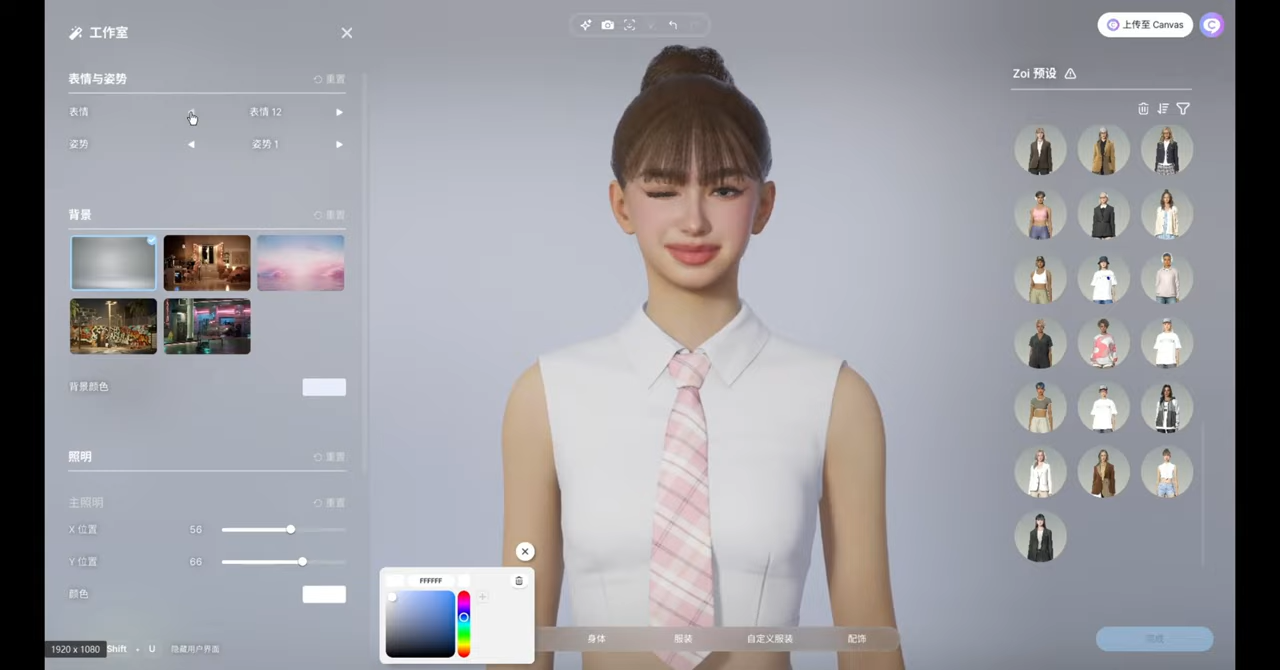 工作室
上传至 Canvas
表情与姿势
重置
Zoi 预设
表情
表情 12
姿势
姿势 1
背景
重置
背景颜色
照明
重置
主照明
重置
X 位置
56
Y 位置
66
颜色
FFFFFF
身体
服装
自定义服装
配饰
1920 x 1080
Shift
U
隐藏用户界面